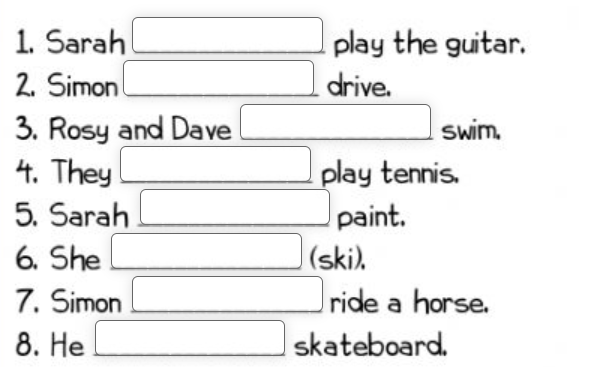 1. Sarah play the guitar.
2. Simon drive.
3. Rosy and Dave swim.
4. They play tennis.
5. Sarah paint.
6. She (ski).
7. Simon ride a horse.
8. He skateboard.